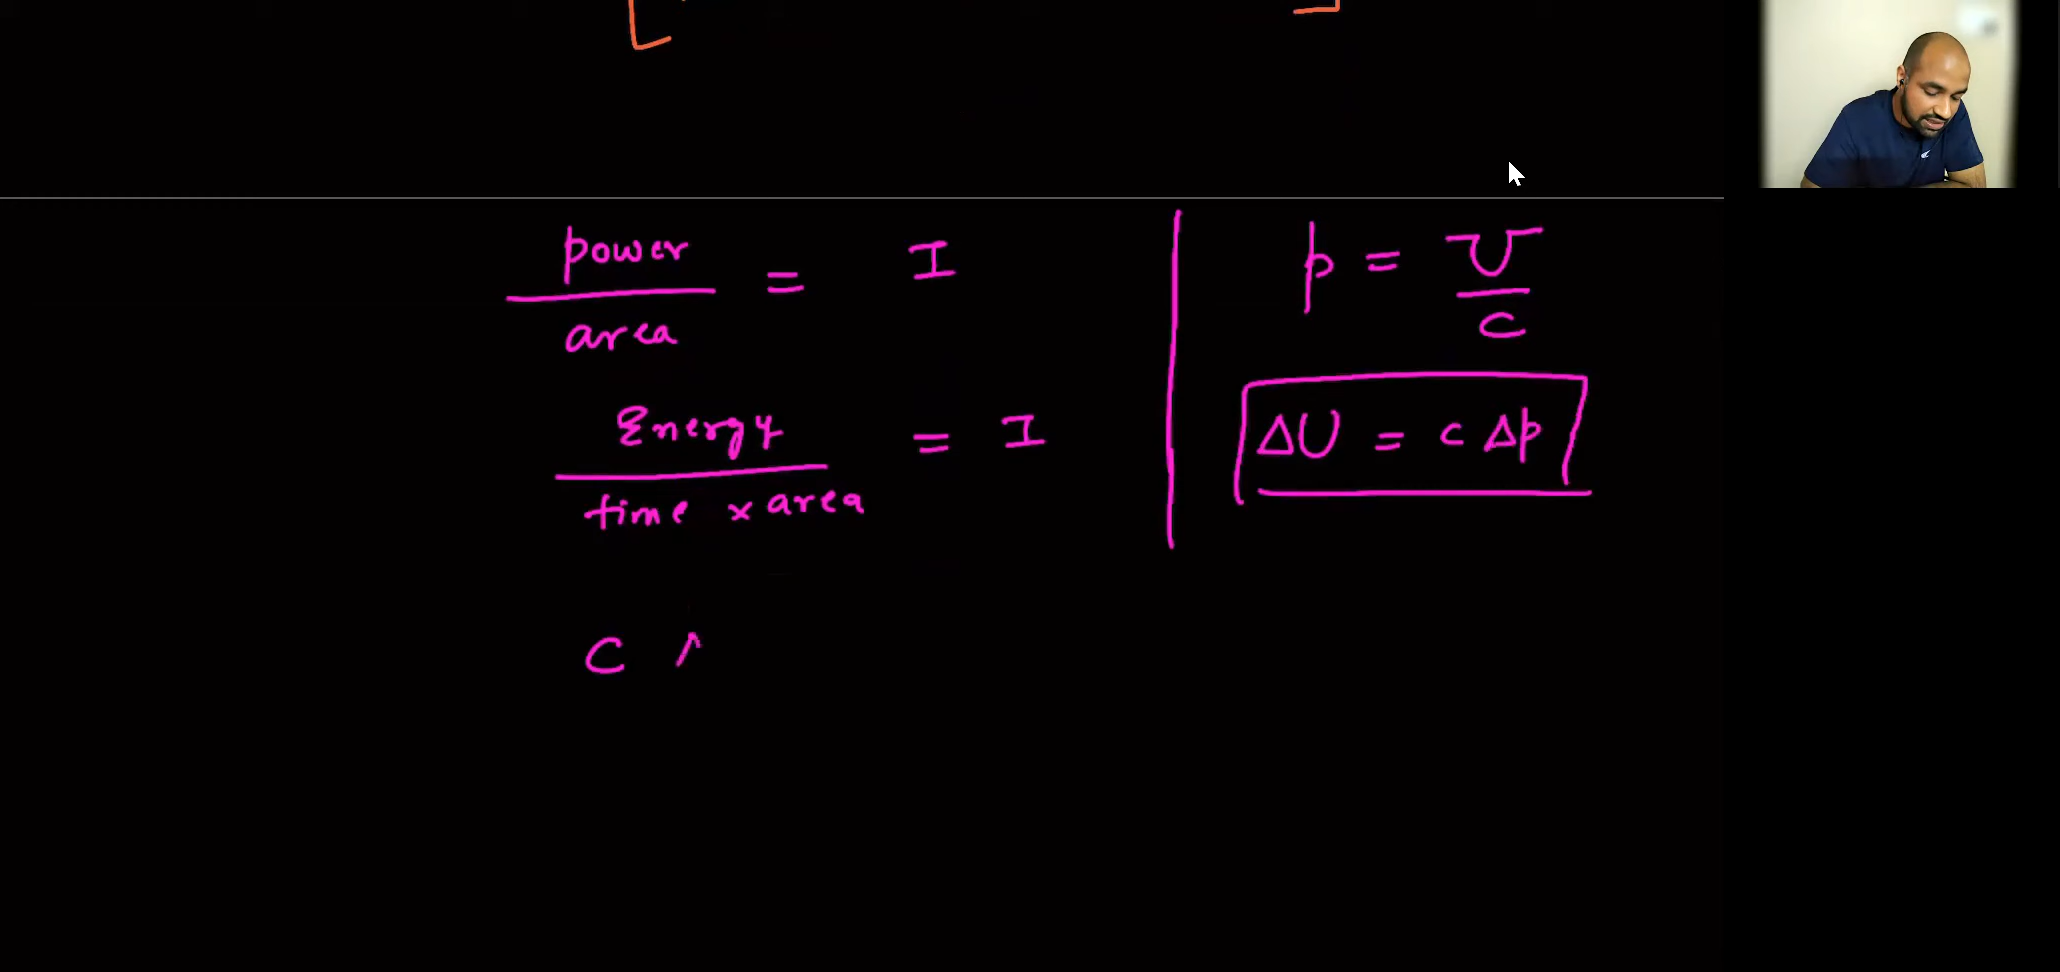 power / area = I
Energy / time × area = I
C
p = U / c
ΔU = c Δp